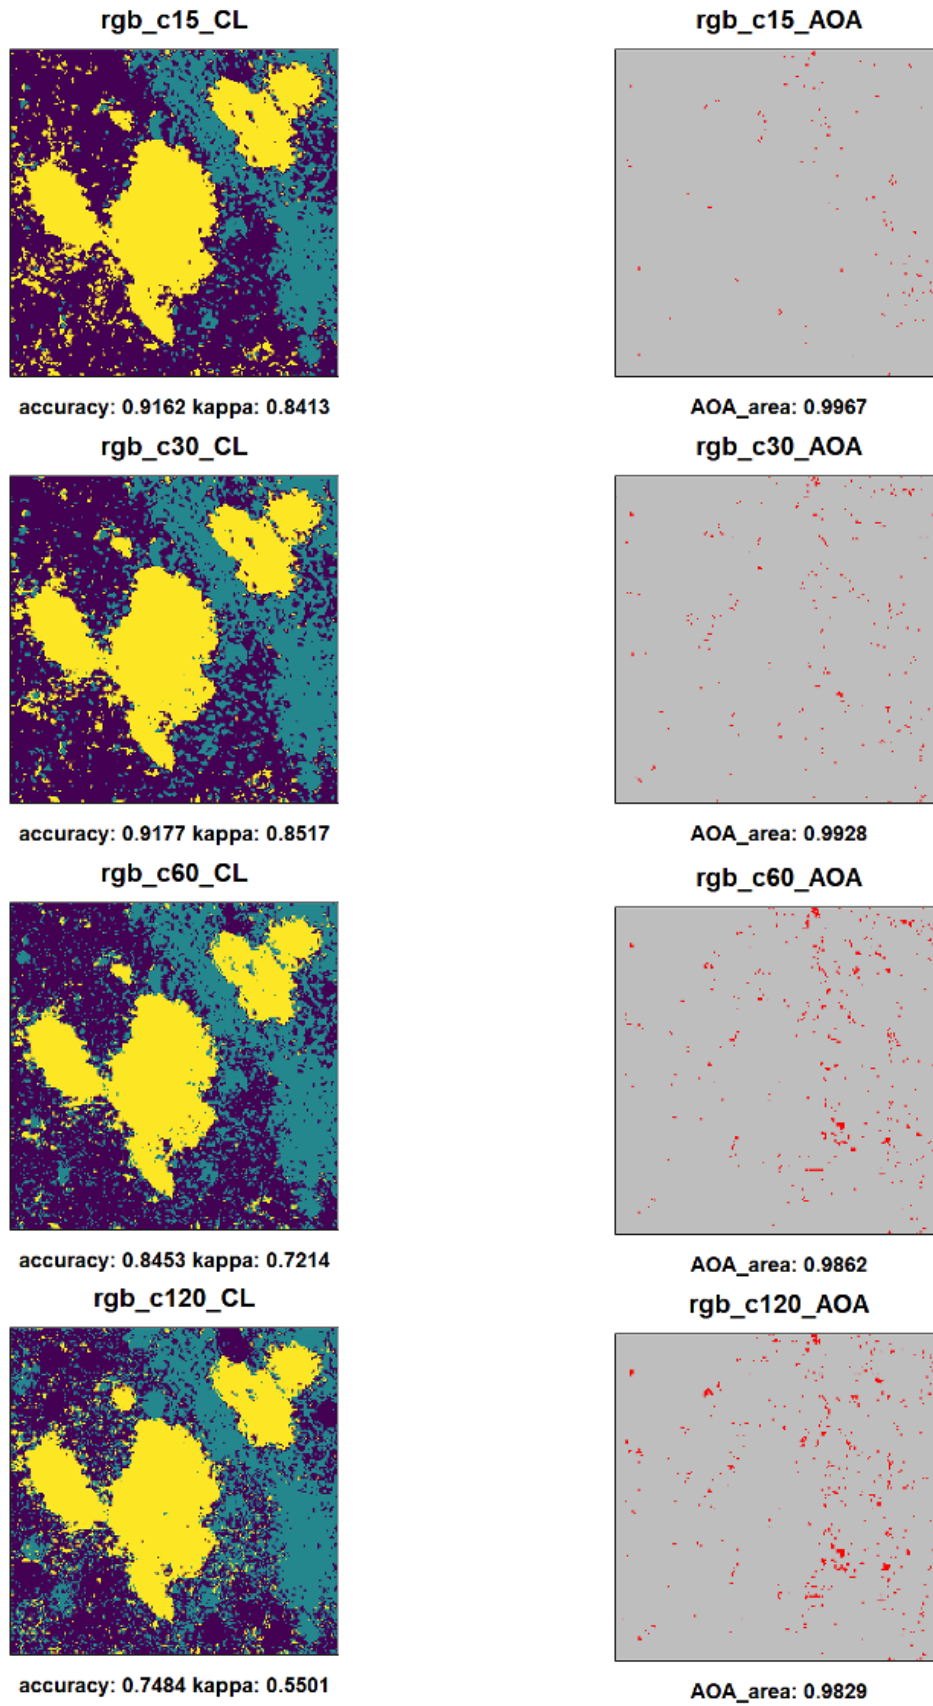 rgb_c15_CL
rgb_c15_AOA
accuracy: 0.9162 kappa: 0.8413
AOA_area: 0.9967
rgb_c30_CL
rgb_c30_AOA
accuracy: 0.9177 kappa: 0.8517
AOA_area: 0.9928
rgb_c60_CL
rgb_c60_AOA
accuracy: 0.8453 kappa: 0.7214
AOA_area: 0.9862
rgb_c120_CL
rgb_c120_AOA
accuracy: 0.7484 kappa: 0.5501
AOA_area: 0.9829